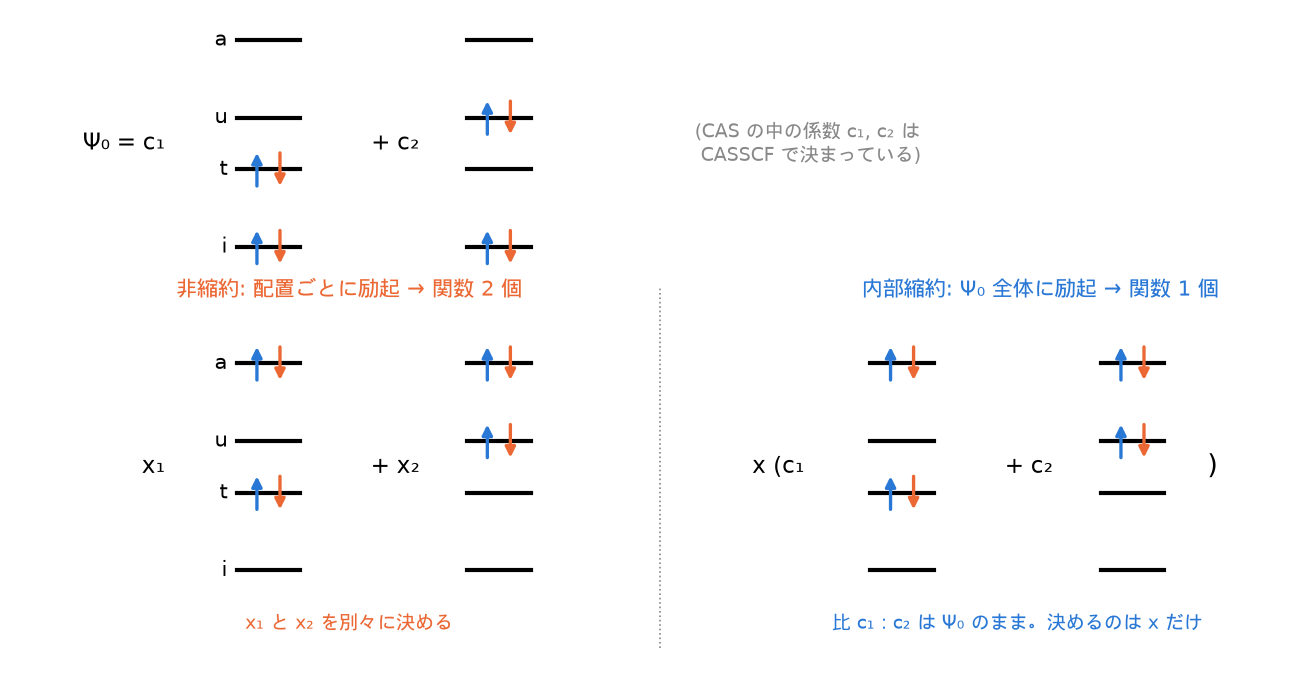 a
u
Ψ₀ = c₁
+ c₂
(CAS の中の係数 c₁, c₂ は
CASSCF で決まっている)
t
i
非縮約: 配置ごとに励起 → 関数 2 個
内部縮約: Ψ₀ 全体に励起 → 関数 1 個
a
u
x₁
+ x₂
x (c₁
+ c₂
)
t
i
x₁ と x₂ を別々に決める
比 c₁ : c₂ は Ψ₀ のまま。決めるのは x だけ